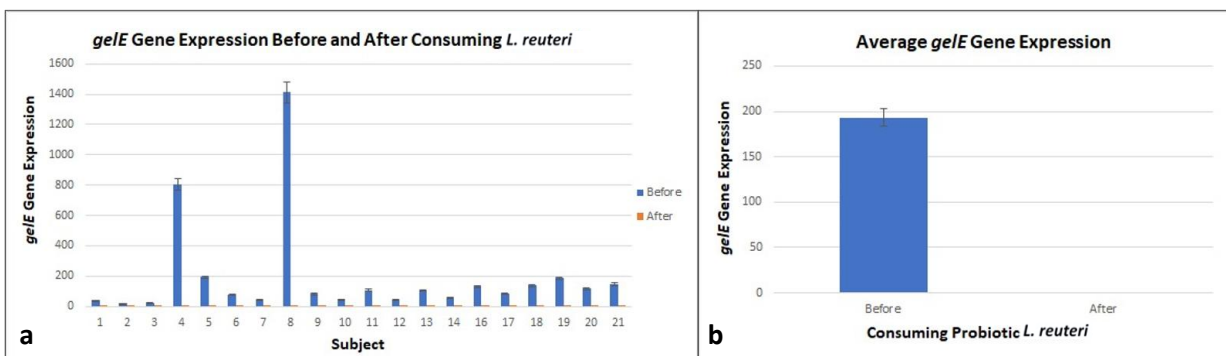 gelE Gene Expression Before and After Consuming L. reuteri
1600
1400
1200
1000
800
600
400
200
0
gelE Gene Expression
1 2 3 4 5 6 7 8 9 10 11 12 13 14 16 17 18 19 20 21
Subject
Before
After
a
Average gelE Gene Expression
250
200
150
100
50
0
gelE Gene Expression
Before After
Consuming Probiotic L. reuteri
b